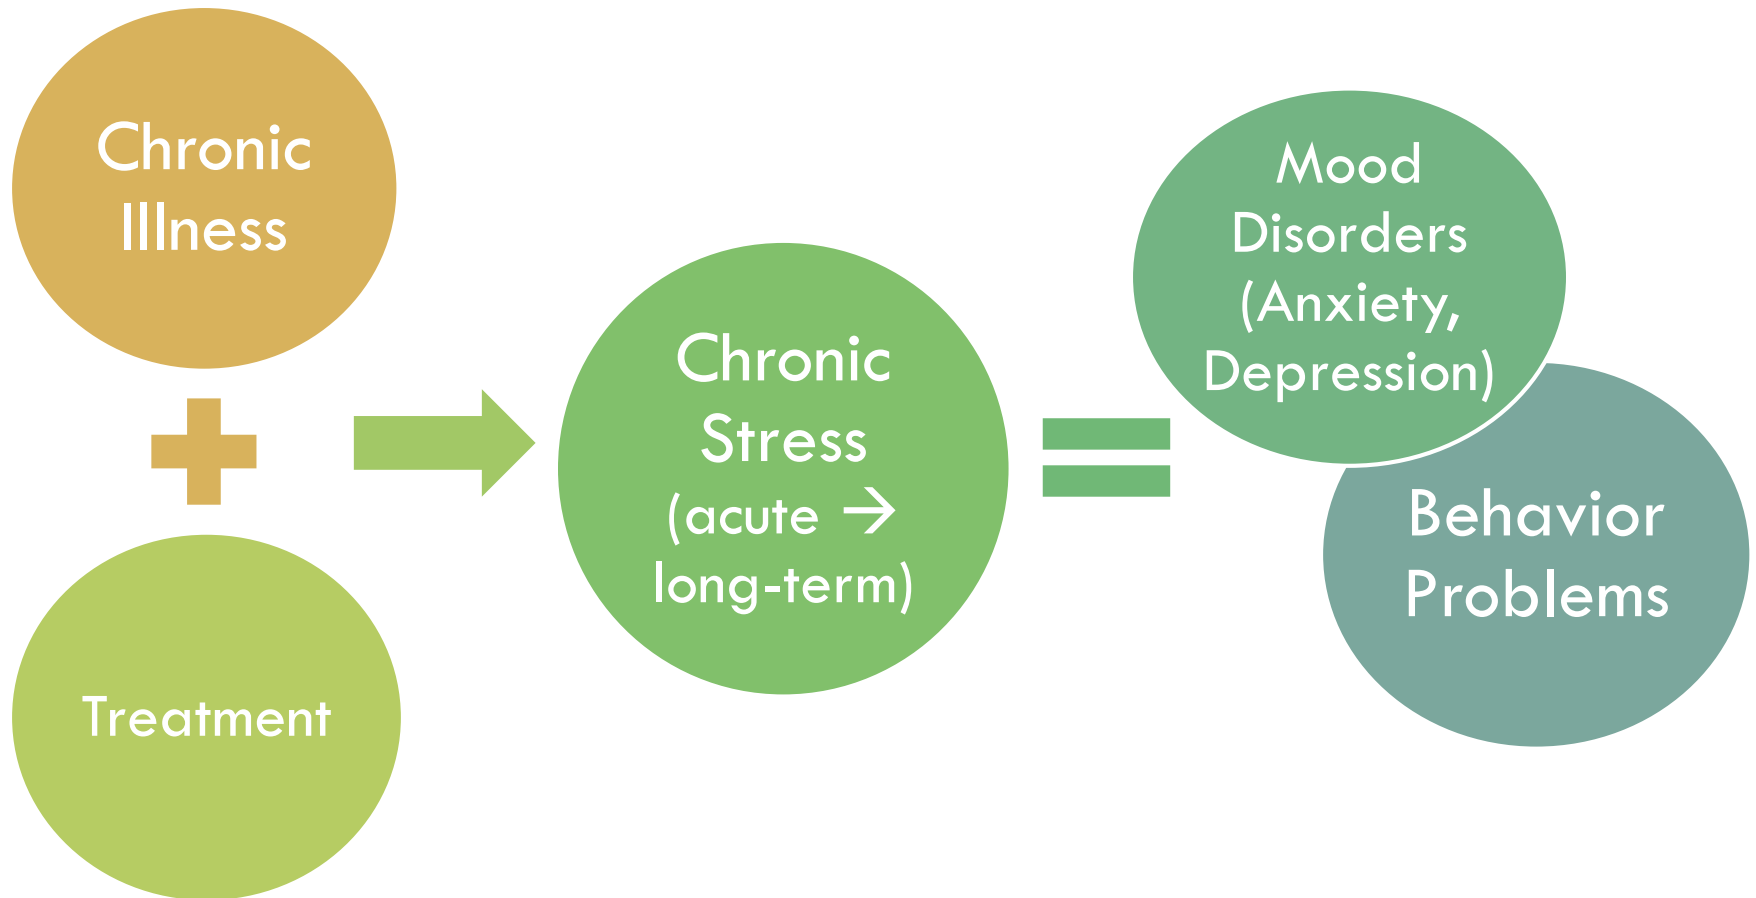 Chronic
Illness
Treatment
Chronic
Stress
(acute →
long-term)
Mood
Disorders
(Anxiety,
Depression)
Behavior
Problems